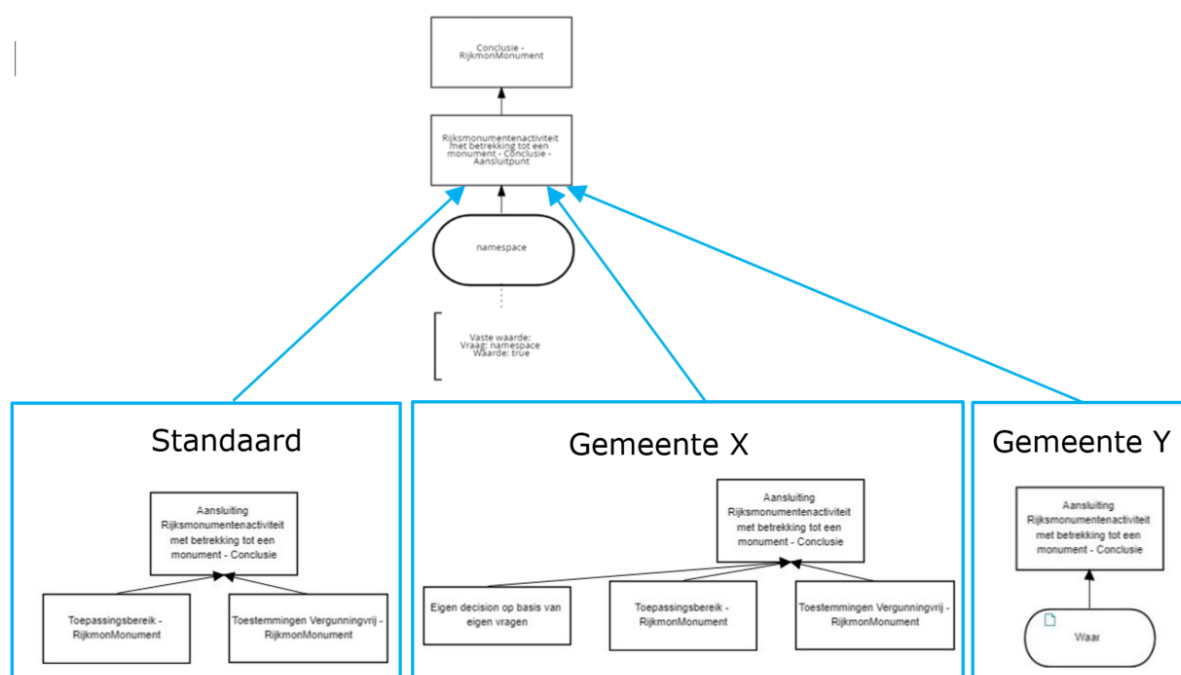 Conclusie -
RijkmonMonument
Rijksmonumentenactiviteit
met betrekking tot een
monument - Conclusie -
Aansluitpunt
namespace
Vaste waarde:
Vraag: namespace
Waarde: true
Standaard
Aansluiting
Rijksmonumentenactiviteit
met betrekking tot een
monument - Conclusie
Toepassingsbereik -
RijkmonMonument
Toestemmingen Vergunningvrij -
RijkmonMonument
Gemeente X
Aansluiting
Rijksmonumentenactiviteit
met betrekking tot een
monument - Conclusie
Eigen decision op basis van
eigen vragen
Toepassingsbereik -
RijkmonMonument
Toestemmingen Vergunningvrij -
RijkmonMonument
Gemeente Y
Aansluiting
Rijksmonumentenactiviteit
met betrekking tot een
monument - Conclusie
Waar